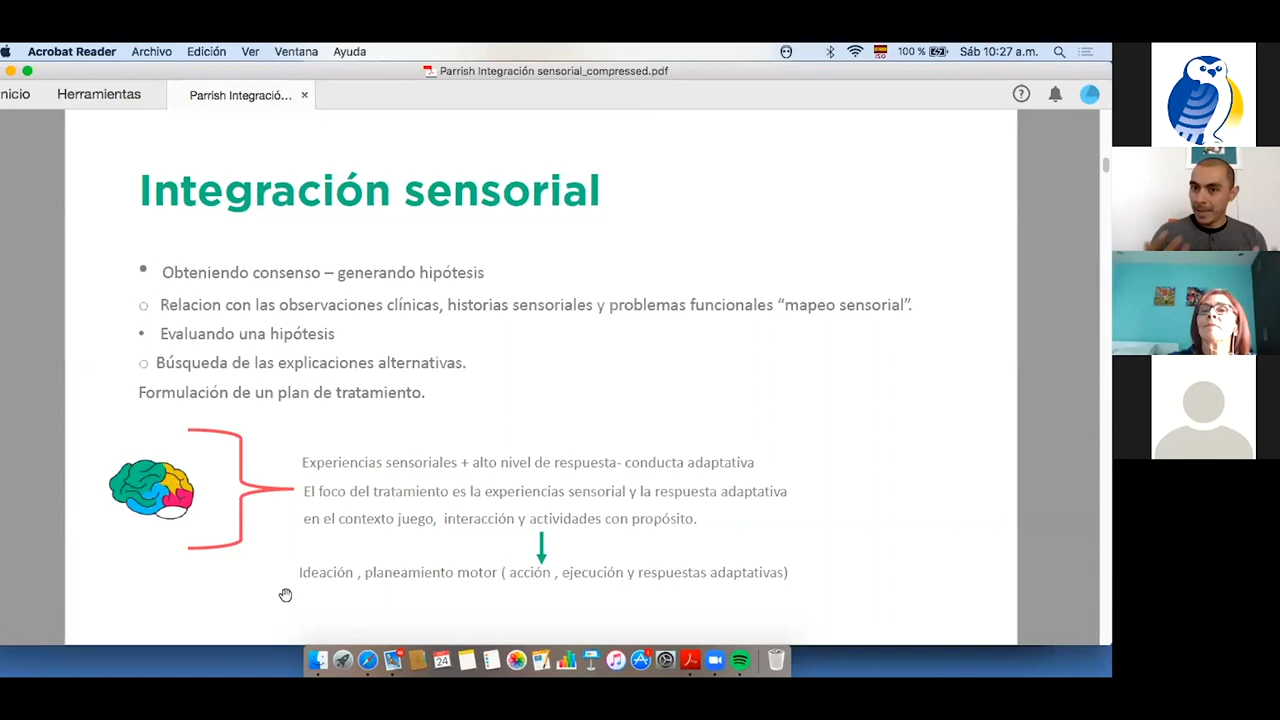 Acrobat Reader Archivo Edición Ver Ventana Ayuda ISO 100 % Sáb 10:27 a.m.
Parrish Integración sensorial_compressed.pdf
nicio Herramientas Parrish Integració... ×
Integración sensorial
• Obteniendo consenso – generando hipótesis
○ Relacion con las observaciones clínicas, historias sensoriales y problemas funcionales “mapeo sensorial”.
• Evaluando una hipótesis
○ Búsqueda de las explicaciones alternativas.
Formulación de un plan de tratamiento.
Experiencias sensoriales + alto nivel de respuesta- conducta adaptativa
El foco del tratamiento es la experiencias sensorial y la respuesta adaptativa
en el contexto juego, interacción y actividades con propósito.
Ideación , planeamiento motor ( acción , ejecución y respuestas adaptativas)
24